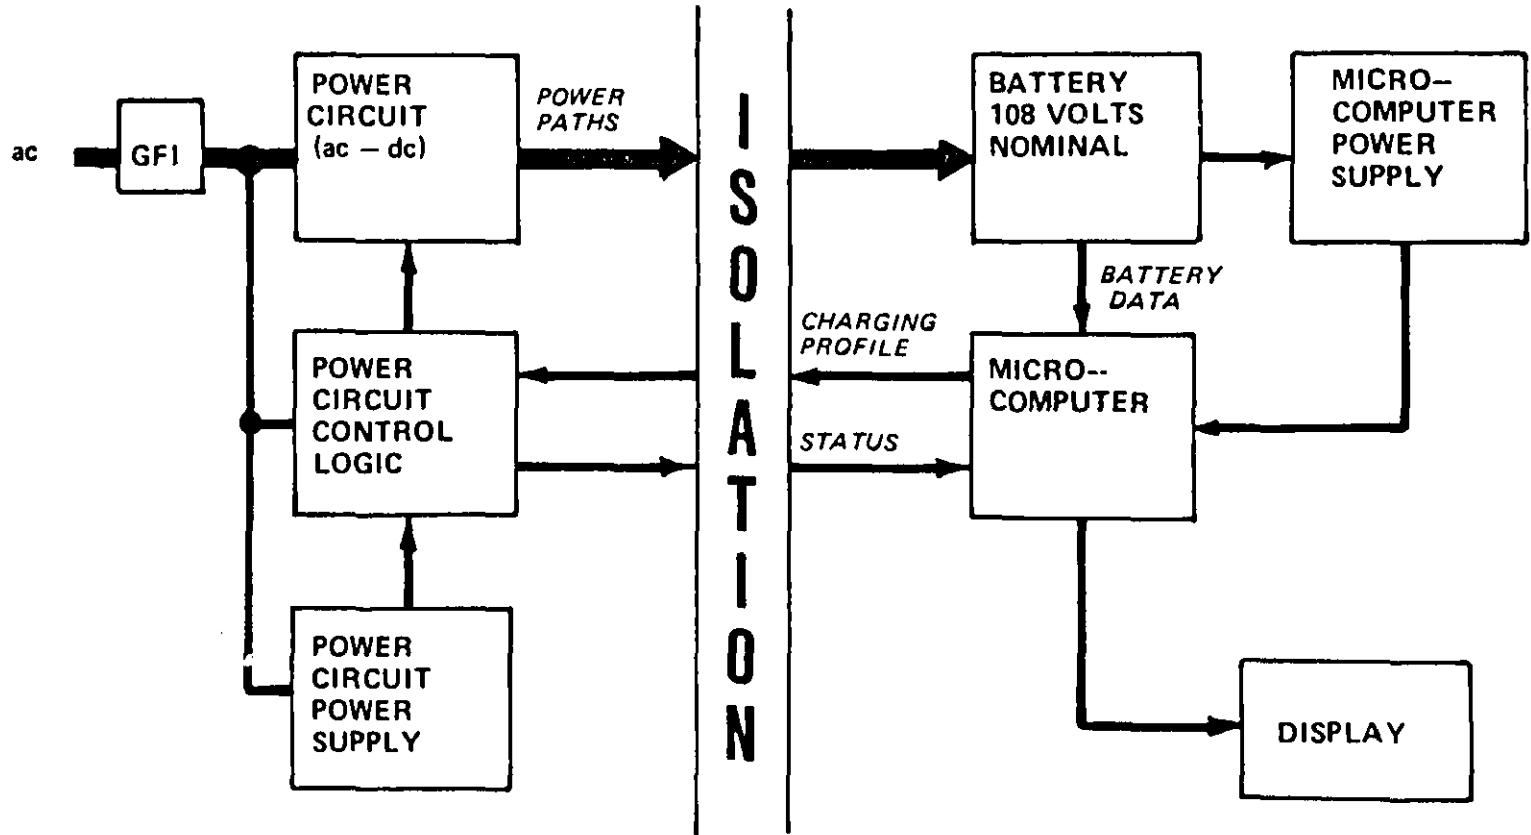 ac
GFI
POWER
CIRCUIT
(ac – dc)
POWER
PATHS
ISOLATION
BATTERY
108 VOLTS
NOMINAL
MICRO–
COMPUTER
POWER
SUPPLY
BATTERY
DATA
POWER
CIRCUIT
CONTROL
LOGIC
CHARGING
PROFILE
STATUS
MICRO--
COMPUTER
POWER
CIRCUIT
POWER
SUPPLY
DISPLAY